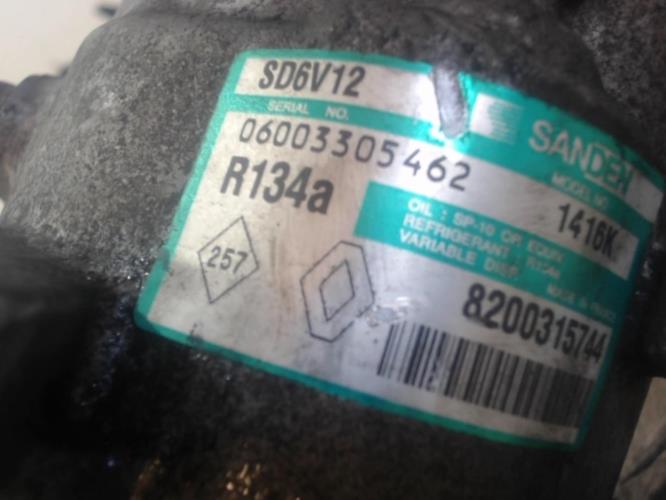 SD6V12
SANDEN
SERIAL NO.
MODEL NO.
06003305462
1416K
R134a
OIL : SP-10 OR EQUIV
REFRIGERANT : R134a
VARIABLE DISP.
MADE IN FRANCE
257
8200315744